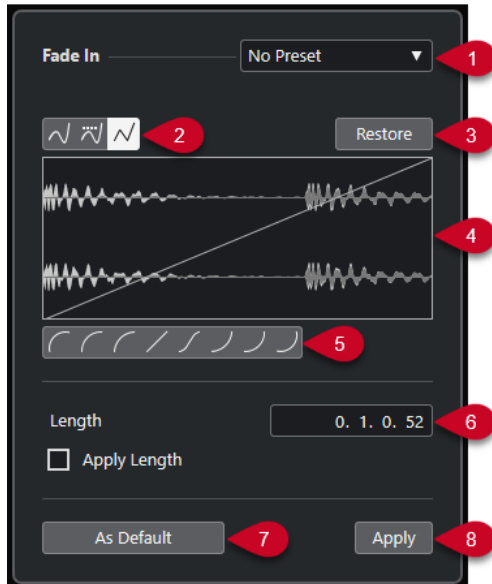 Fade In No Preset 1
2 Restore 3
4
5
Length 0. 1. 0. 52 6
Apply Length
As Default 7 Apply 8